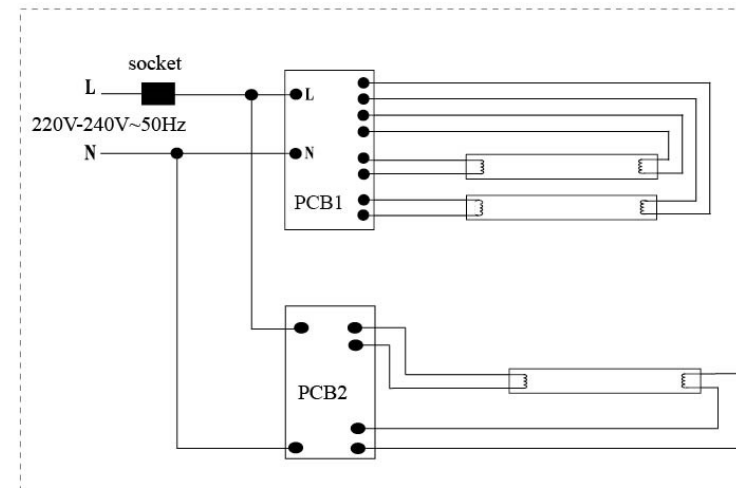 socket
L
L
220V-240V~50Hz
N
N
PCB1
PCB2